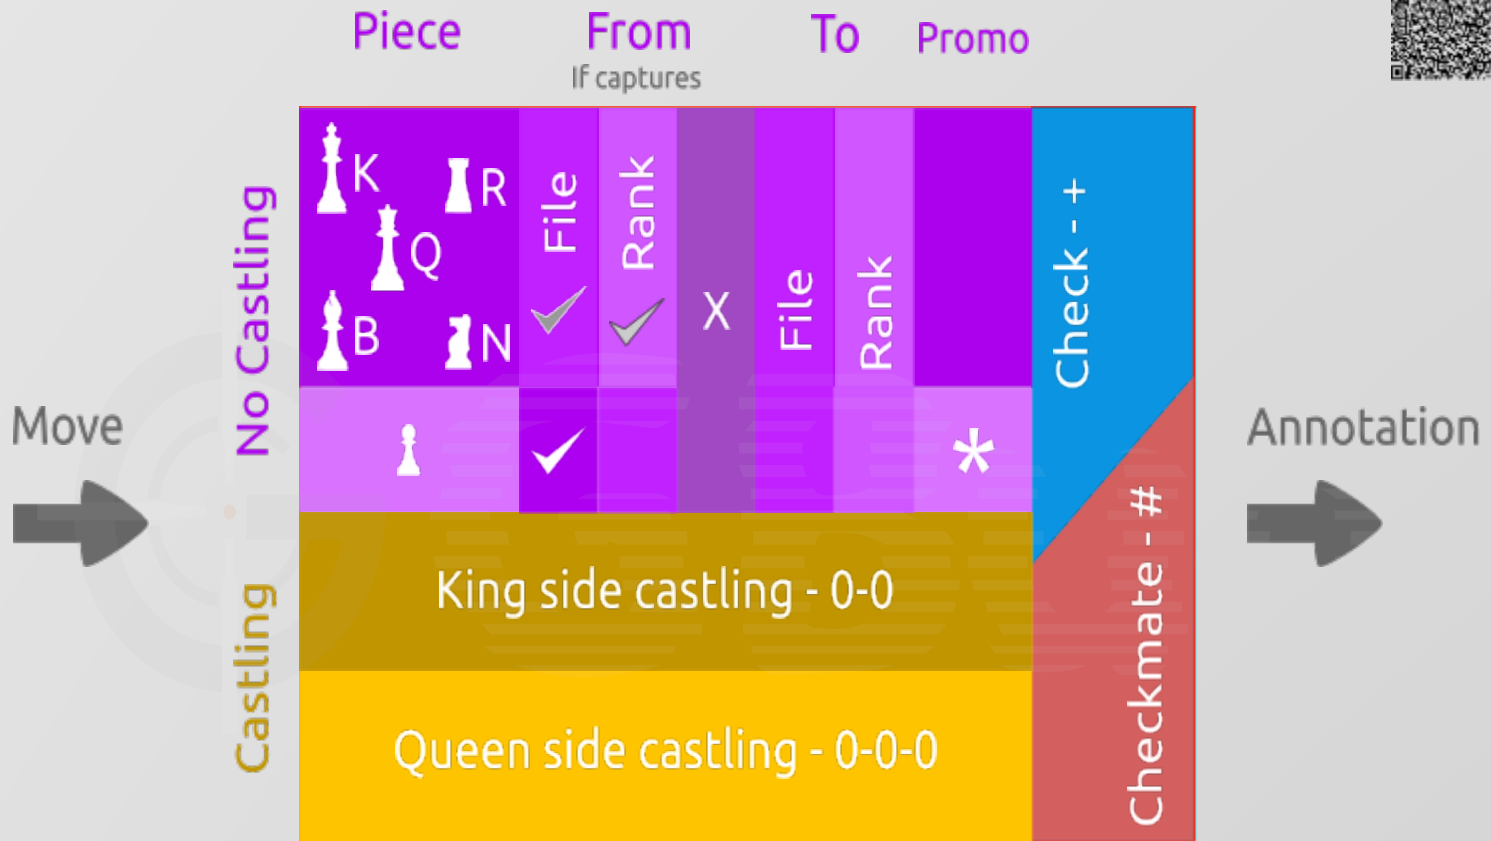 Piece
From
To
Promo
If captures
No Castling
K
R
Q
B
N
File
Rank
X
File
Rank
*
Check - +
Move
Annotation
Castling
King side castling - 0-0
Queen side castling - 0-0-0
Checkmate - #